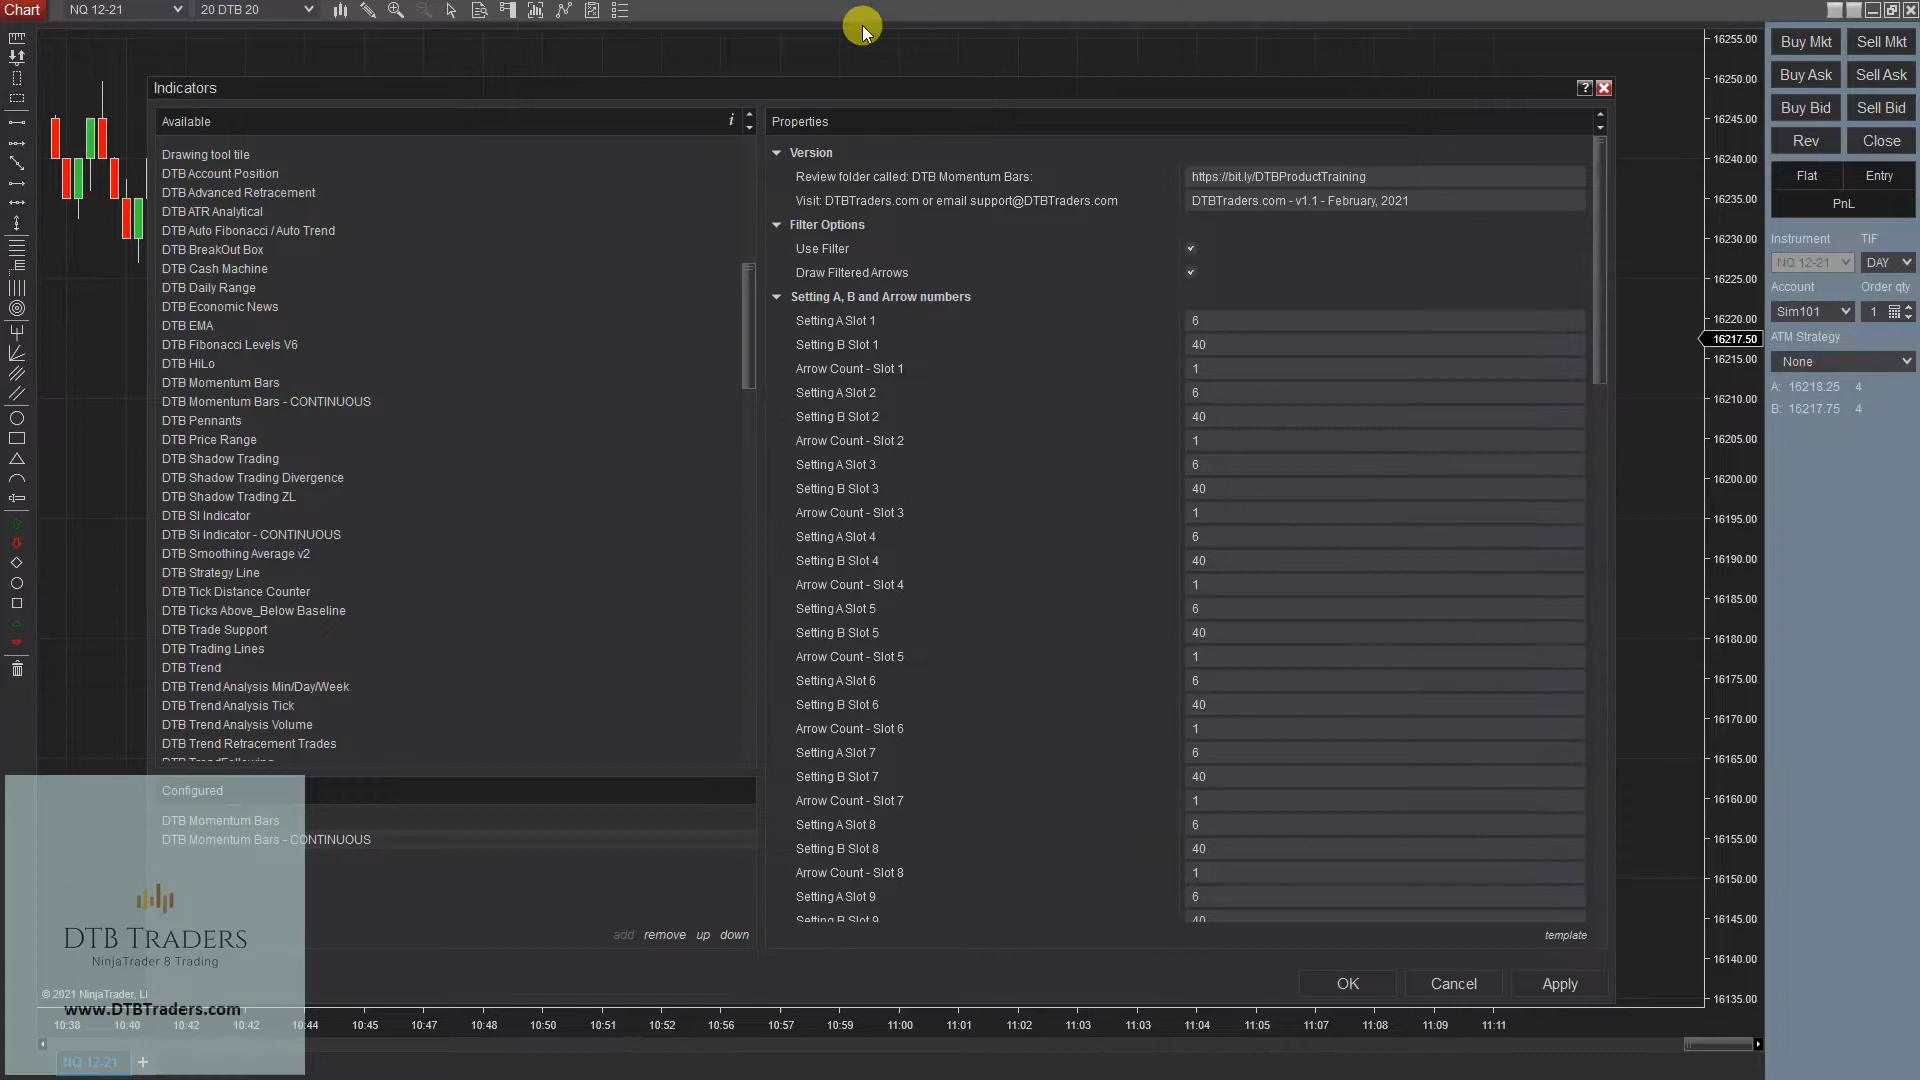 Chart NQ 12-21 20 DTB 20
Indicators
Available
Drawing tool tile
DTB Account Position
DTB Advanced Retracement
DTB ATR Analytical
DTB Auto Fibonacci / Auto Trend
DTB BreakOut Box
DTB Cash Machine
DTB Daily Range
DTB Economic News
DTB EMA
DTB Fibonacci Levels V6
DTB HiLo
DTB Momentum Bars
DTB Momentum Bars - CONTINUOUS
DTB Pennants
DTB Price Range
DTB Shadow Trading
DTB Shadow Trading Divergence
DTB Shadow Trading ZL
DTB SI Indicator
DTB Si Indicator - CONTINUOUS
DTB Smoothing Average v2
DTB Strategy Line
DTB Tick Distance Counter
DTB Ticks Above_Below Baseline
DTB Trade Support
DTB Trading Lines
DTB Trend
DTB Trend Analysis Min/Day/Week
DTB Trend Analysis Tick
DTB Trend Analysis Volume
DTB Trend Retracement Trades
DTB TrendFollowing
Configured
DTB Momentum Bars
DTB Momentum Bars - CONTINUOUS
add remove up down
Properties
Version
Review folder called: DTB Momentum Bars: https://bit.ly/DTBProductTraining
Visit: DTBTraders.com or email support@DTBTraders.com DTBTraders.com - v1.1 - February, 2021
Filter Options
Use Filter
Draw Filtered Arrows
Setting A, B and Arrow numbers
Setting A Slot 1 6
Setting B Slot 1 40
Arrow Count - Slot 1 1
Setting A Slot 2 6
Setting B Slot 2 40
Arrow Count - Slot 2 1
Setting A Slot 3 6
Setting B Slot 3 40
Arrow Count - Slot 3 1
Setting A Slot 4 6
Setting B Slot 4 40
Arrow Count - Slot 4 1
Setting A Slot 5 6
Setting B Slot 5 40
Arrow Count - Slot 5 1
Setting A Slot 6 6
Setting B Slot 6 40
Arrow Count - Slot 6 1
Setting A Slot 7 6
Setting B Slot 7 40
Arrow Count - Slot 7 1
Setting A Slot 8 6
Setting B Slot 8 40
Arrow Count - Slot 8 1
Setting A Slot 9 6
Setting B Slot 9 40
template
OK Cancel Apply
16255.00
16250.00
16245.00
16240.00
16235.00
16230.00
16225.00
16220.00
16217.50
16215.00
16210.00
16205.00
16200.00
16195.00
16190.00
16185.00
16180.00
16175.00
16170.00
16165.00
16160.00
16155.00
16150.00
16145.00
16140.00
16135.00
Buy Mkt Sell Mkt
Buy Ask Sell Ask
Buy Bid Sell Bid
Rev Close
Flat Entry
PnL
Instrument TIF
NQ 12-21 DAY
Account Order qty
Sim101 1
ATM Strategy
None
A: 16218.25 4
B: 16217.75 4
DTB TRADERS
NinjaTrader 8 Trading
© 2021 NinjaTrader, LL
www.DTBTraders.com
10:38 10:40 10:42 10:42 10:44 10:45 10:47 10:48 10:50 10:51 10:52 10:56 10:57 10:59 11:00 11:01 11:02 11:03 11:03 11:04 11:05 11:07 11:08 11:09 11:11
NQ 12-21 +